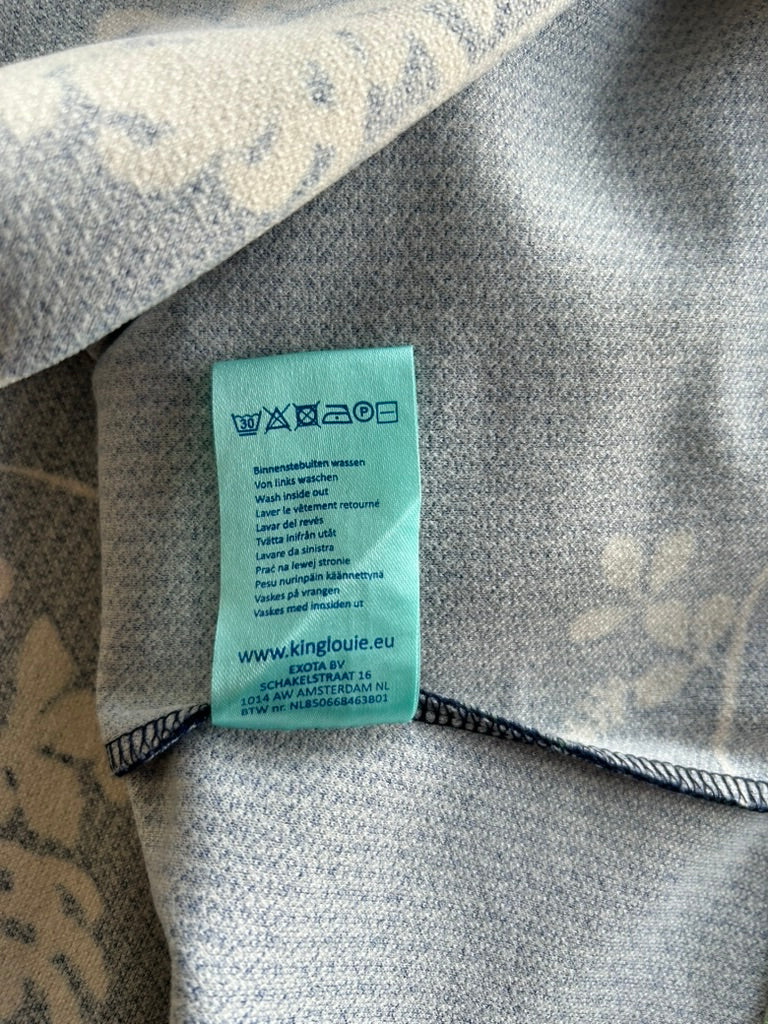 30 P
Binnenstebuiten wassen
Von links waschen
Wash inside out
Laver le vêtement retourné
Lavar del revés
Tvätta inifrån utåt
Lavare da sinistra
Prać na lewej stronie
Pesu nurinpäin käännettynä
Vaskes på vrangen
Vaskes med innsiden ut
www.kinglouie.eu
EXOTA BV
SCHAKELSTRAAT 16
1014 AW AMSTERDAM NL
BTW nr. NL850668463B01